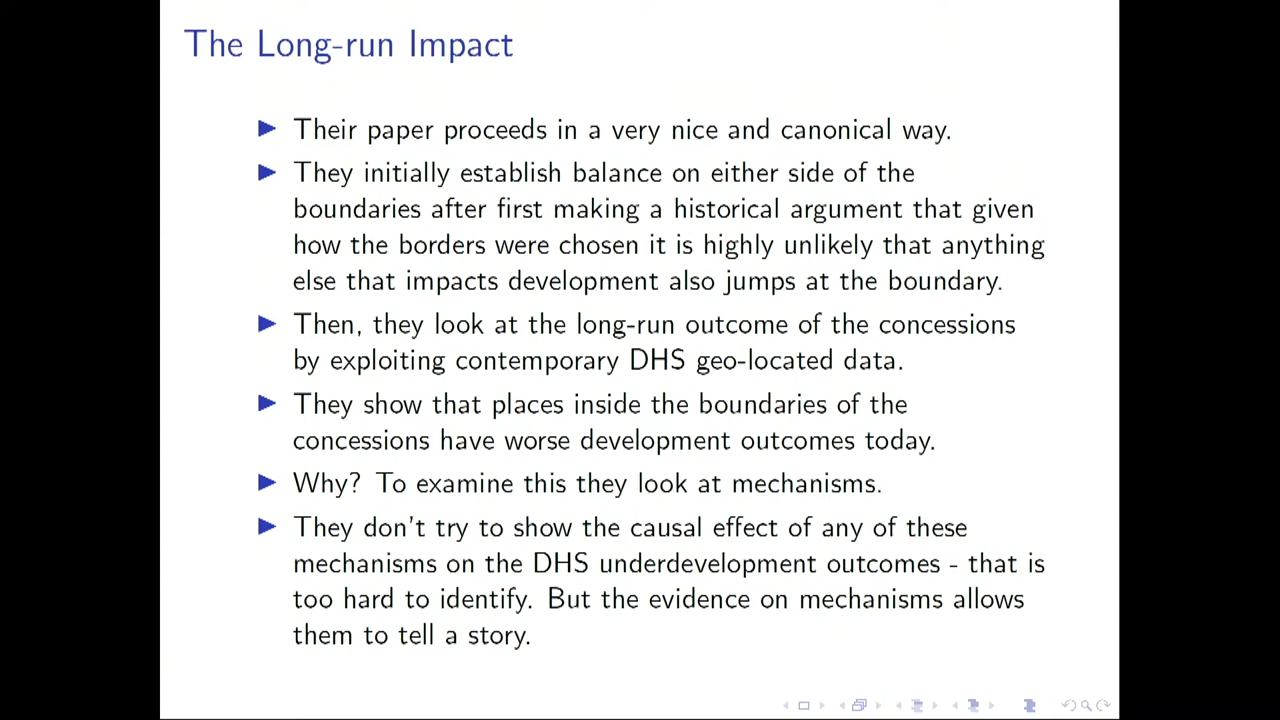 The Long-run Impact
Their paper proceeds in a very nice and canonical way.
They initially establish balance on either side of the
boundaries after first making a historical argument that given
how the borders were chosen it is highly unlikely that anything
else that impacts development also jumps at the boundary.
Then, they look at the long-run outcome of the concessions
by exploiting contemporary DHS geo-located data.
They show that places inside the boundaries of the
concessions have worse development outcomes today.
Why? To examine this they look at mechanisms.
They don't try to show the causal effect of any of these
mechanisms on the DHS underdevelopment outcomes - that is
too hard to identify. But the evidence on mechanisms allows
them to tell a story.